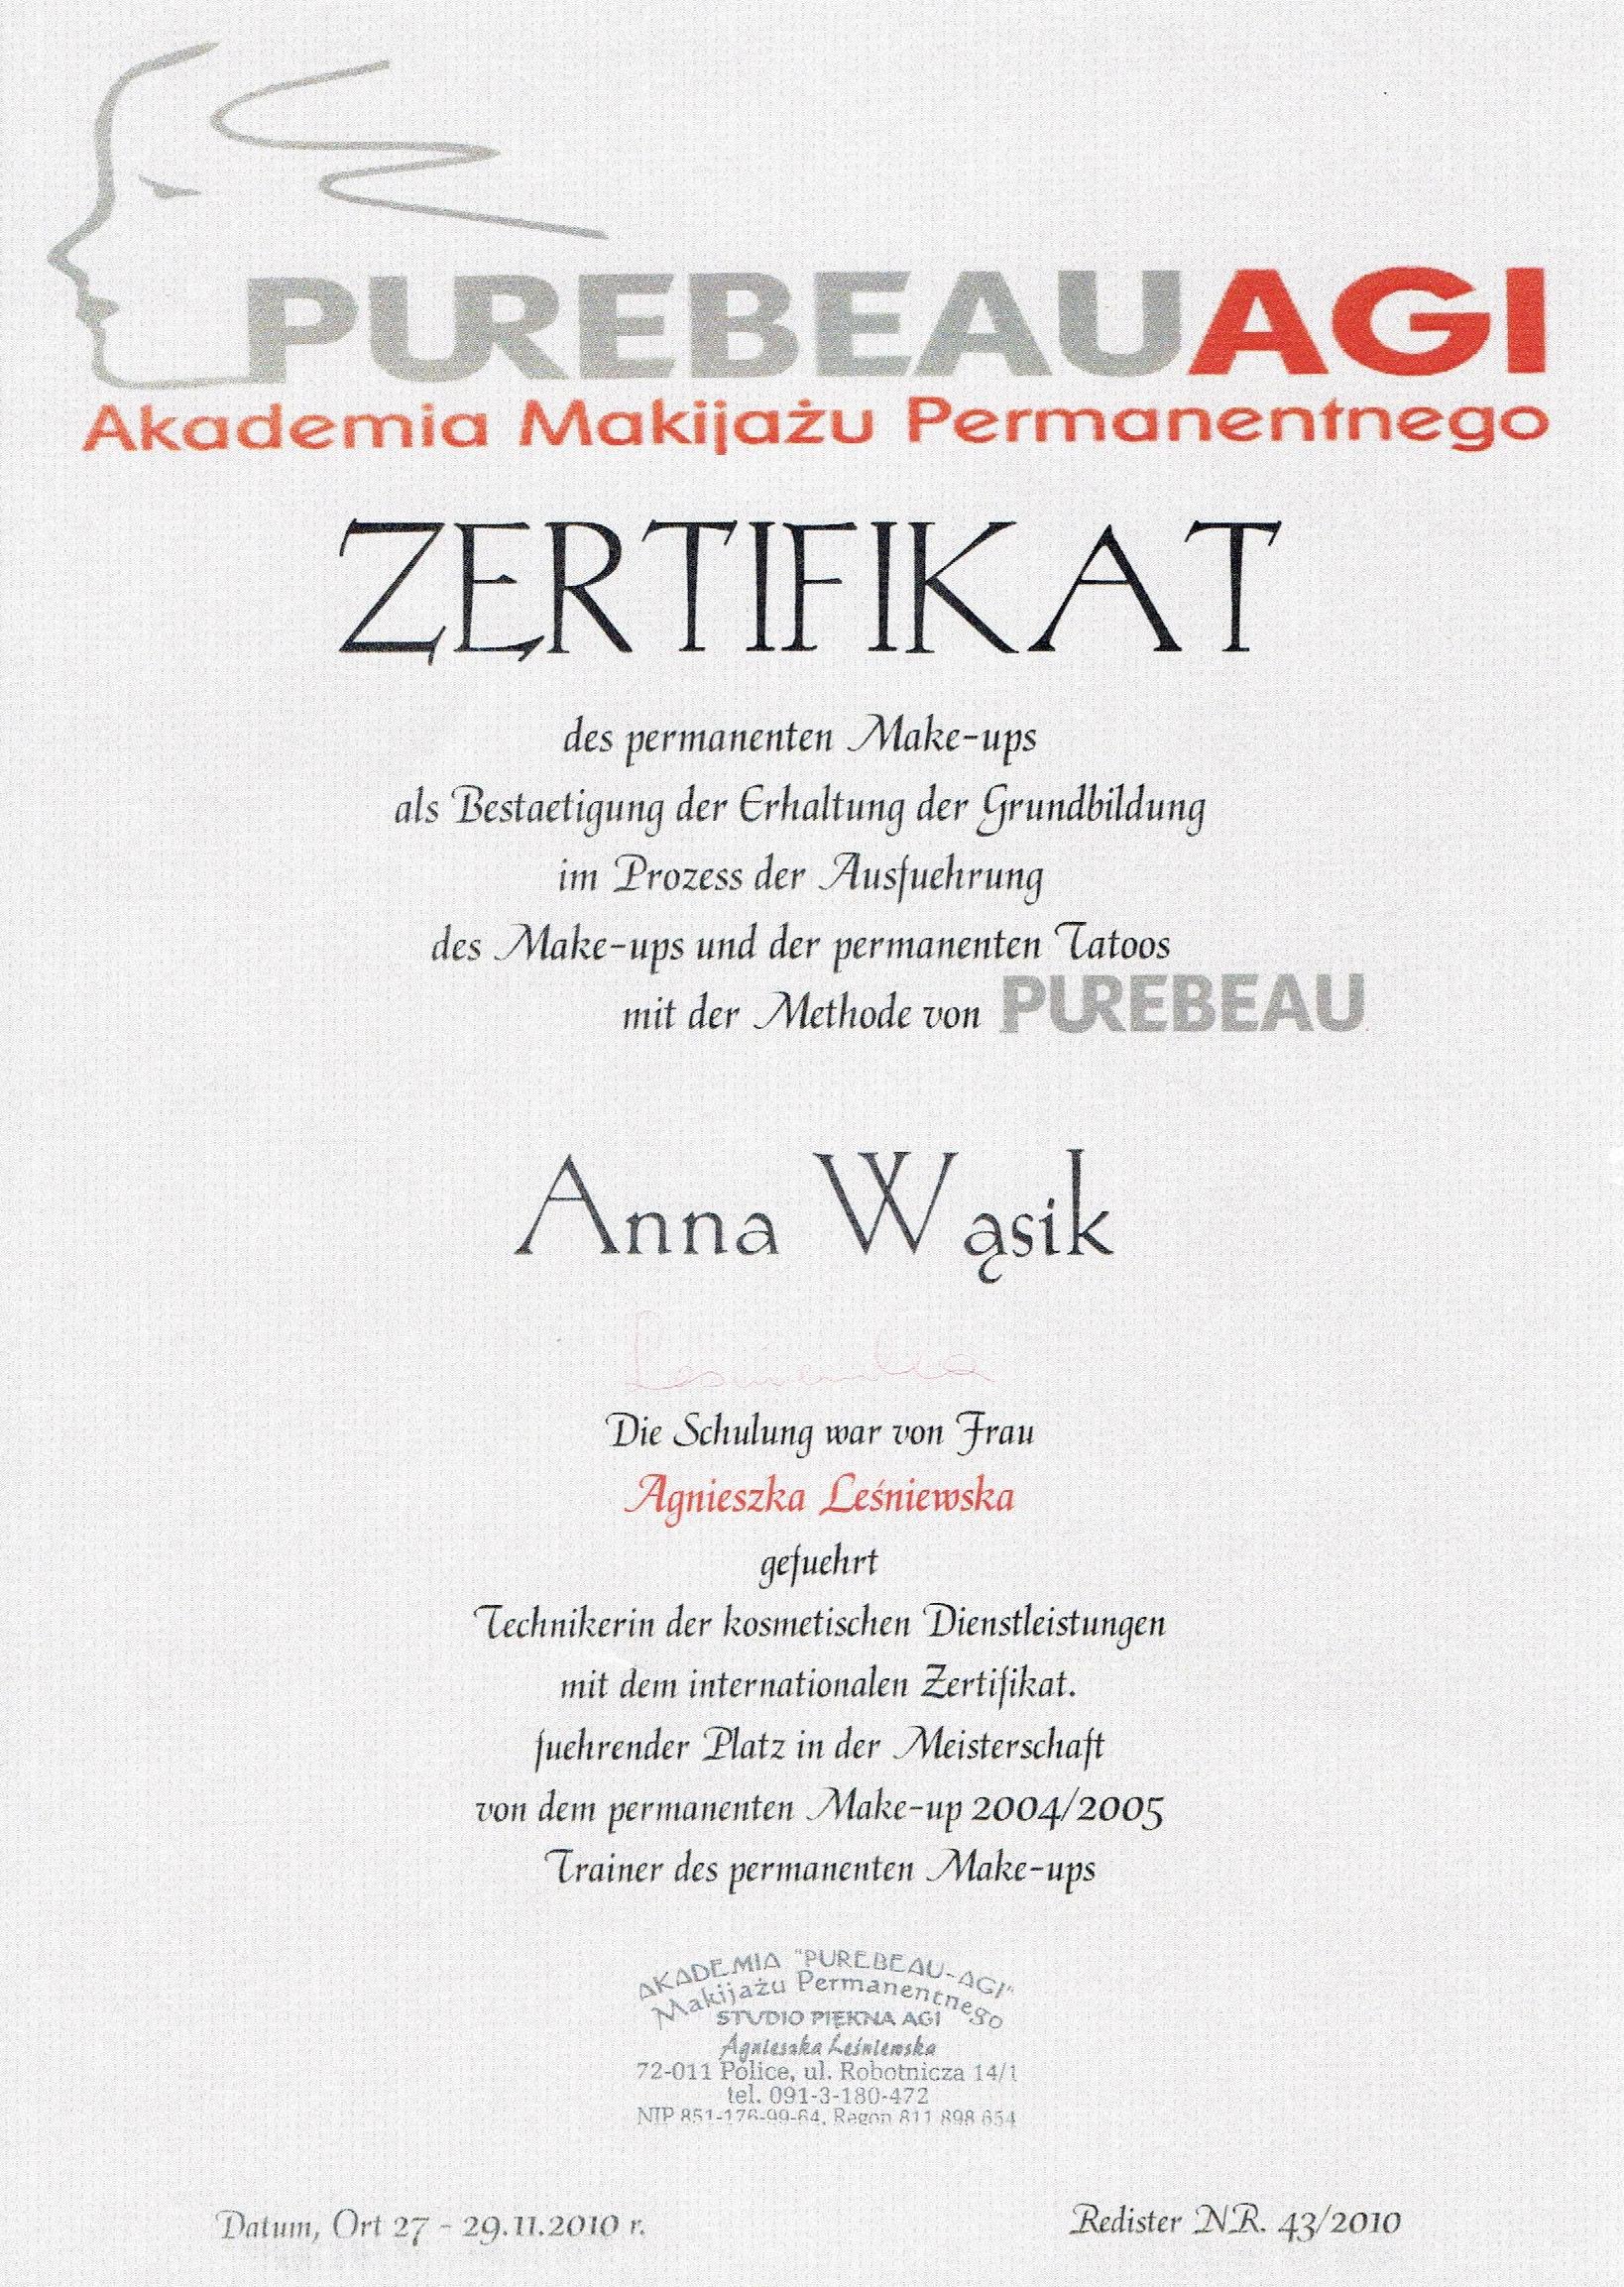 PUREBEAUAGI
Akademia Makijażu Permanentnego
ZERTIFIKAT
des permanenten Make-ups
als Bestaetigung der Erhaltung der Grundbildung
im Prozess der Ausfuehrung
des Make-ups und der permanenten Tatoos
mit der Methode von PUREBEAU
Anna Wąsik
Die Schulung war von Frau
Agnieszka Leśniewska
gefuehrt
Technikerin der kosmetischen Dienstleistungen
mit dem internationalen Zertifikat.
fuehrender Platz in der Meisterschaft
von dem permanenten Make-up 2004/2005
Trainer des permanenten Make-ups
AKADEMIA "PUREBEAU-AGI"
Makijażu Permanentnego
STUDIO PIĘKNA AGI
Agnieszka Leśniewska
72-011 Police, ul. Robotnicza 14/1
tel. 091-3-180-472
NIP 851-176-99-64, Regon 811 898 654
Datum, Ort 27 - 29.11.2010 r.
Redister NR. 43/2010